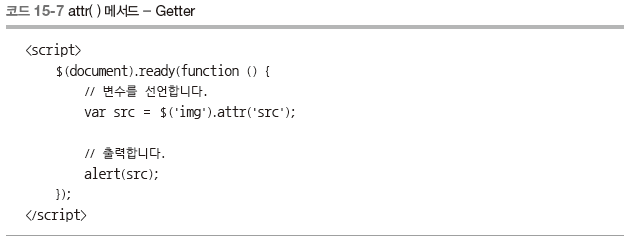 코드 15-7 attr( ) 메서드 – Getter
<script>
$(document).ready(function () {
// 변수를 선언합니다.
var src = $('img').attr('src');
// 출력합니다.
alert(src);
});
</script>